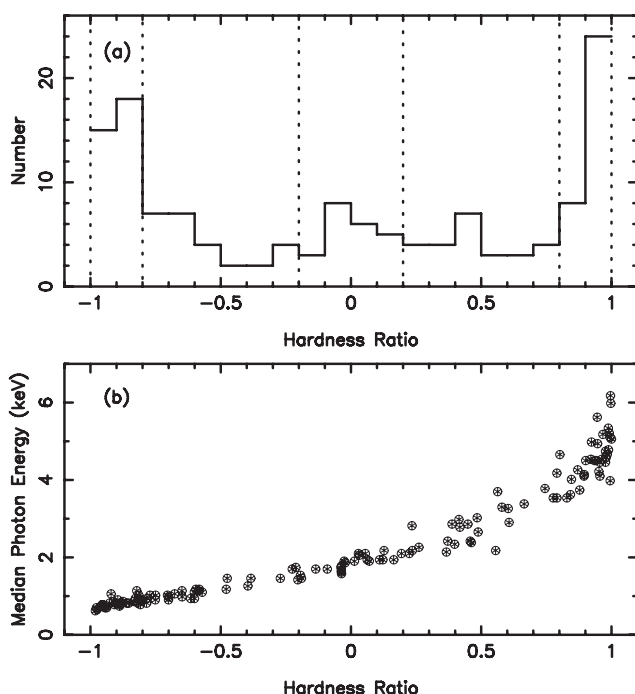 (a)
20
10
0
Number
-1 -0.5 0 0.5 1
Hardness Ratio
(b)
6
4
2
0
Median Photon Energy (keV)
-1 -0.5 0 0.5 1
Hardness Ratio